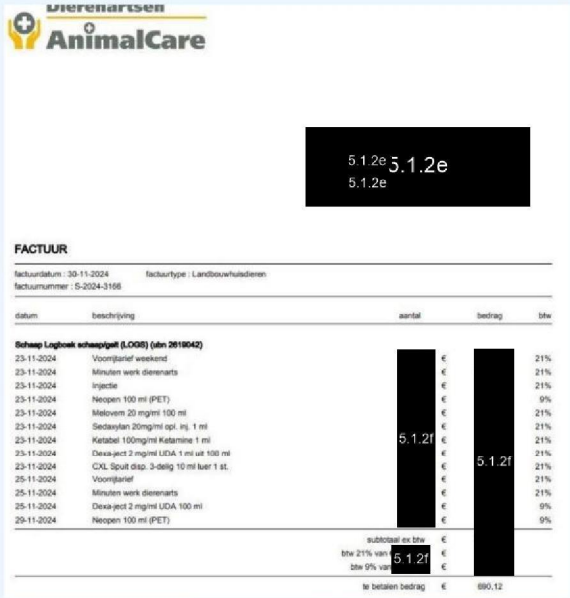 Dierenartsen
AnimalCare
5.1.2e 5.1.2e
5.1.2e
FACTUUR
factuurdatum : 30-11-2024 factuurtype : Landbouwhuisdieren
factuurnummer : S-2024-3166
datum beschrijving aantal bedrag btw
Schaap Logboek schaap/geit (LOGS) (ubn 2619042)
23-11-2024 Voorrijtarief weekend € 21%
23-11-2024 Minuten werk dierenarts € 21%
23-11-2024 Injectie € 21%
23-11-2024 Neopen 100 ml (PET) € 9%
23-11-2024 Melovem 20 mg/ml 100 ml € 21%
23-11-2024 Sedaxylan 20mg/ml opl. inj. 1 ml € 21%
23-11-2024 Ketabel 100mg/ml Ketamine 1 ml 5.1.2f € 21%
23-11-2024 Dexa-ject 2 mg/ml UDA 1 ml uit 100 ml € 5.1.2f 21%
23-11-2024 CXL Spuit disp. 3-delig 10 ml luer 1 st. € 21%
25-11-2024 Voorrijtarief € 21%
25-11-2024 Minuten werk dierenarts € 21%
25-11-2024 Dexa-ject 2 mg/ml UDA 100 ml € 9%
29-11-2024 Neopen 100 ml (PET) € 9%
subtotaal ex btw €
btw 21% van 5.1.2f €
btw 9% van €
te betalen bedrag € 690,12